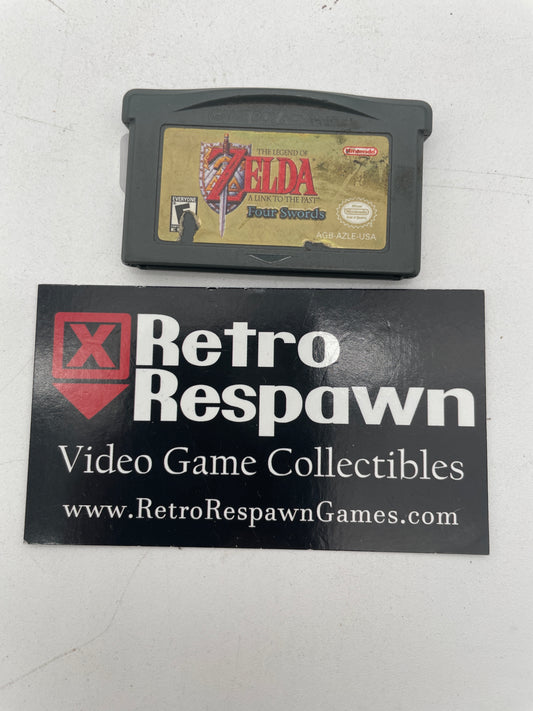 THE LEGEND OF
ZELDA
A LINK TO THE PAST
Four Swords
Nintendo
EVERYONE
AGB AZLE-USA
X
Retro
Respawn
Video Game Collectibles
www.RetroRespawnGames.com